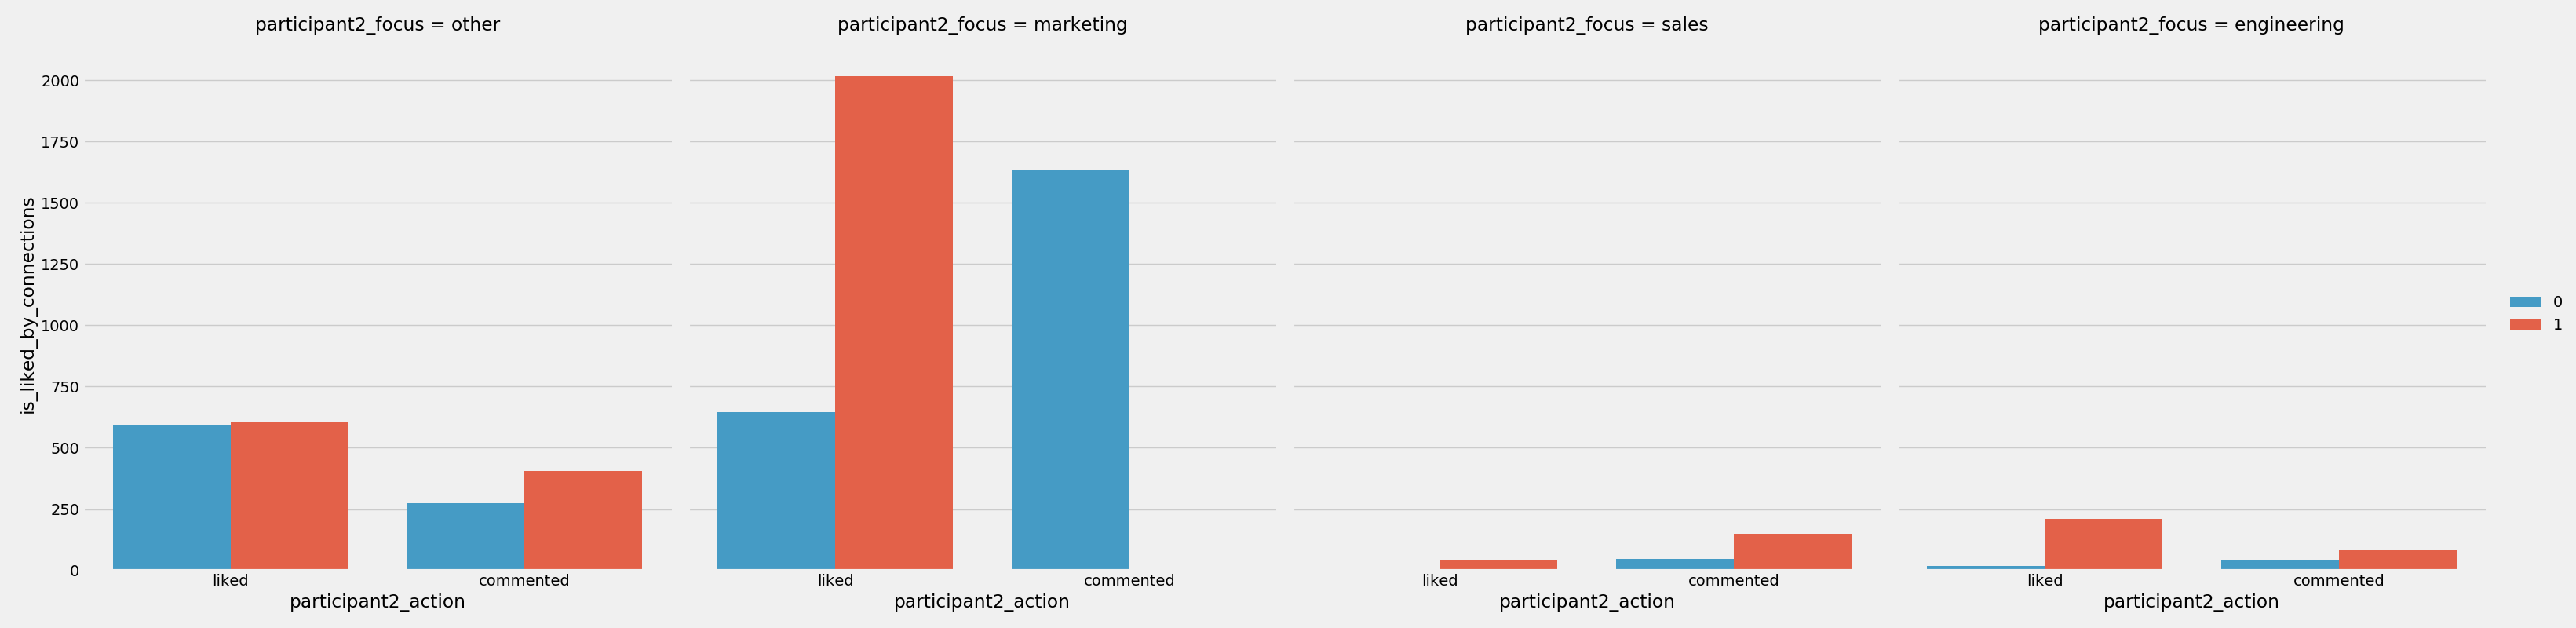 participant2_focus = other
participant2_focus = marketing
participant2_focus = sales
participant2_focus = engineering
is_liked_by_connections
2000
1750
1500
1250
1000
750
500
250
0
liked
commented
liked
commented
liked
commented
liked
commented
participant2_action
participant2_action
participant2_action
participant2_action
0
1